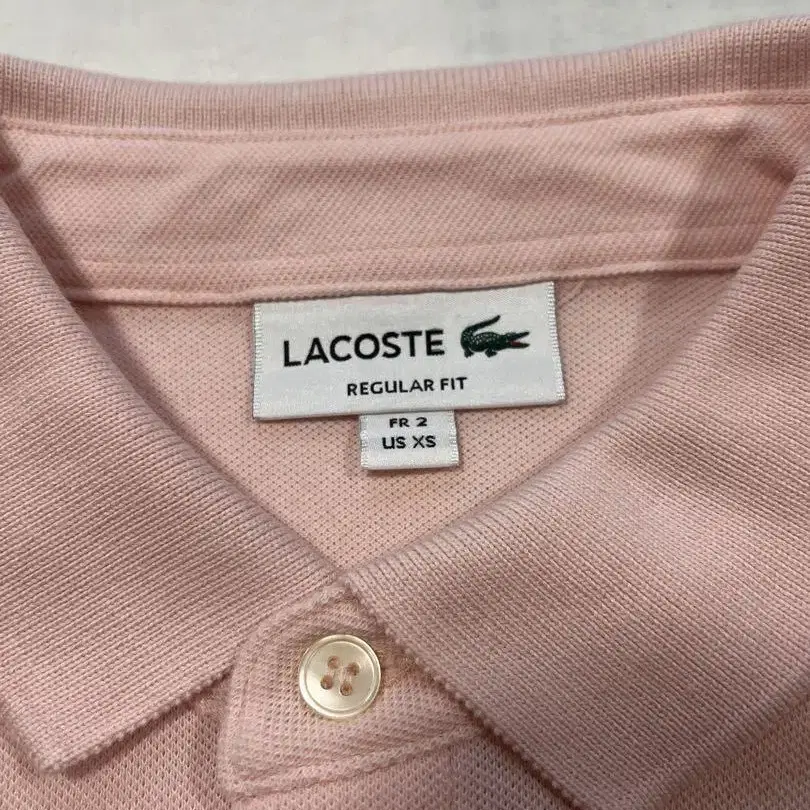 LACOSTE
REGULAR FIT
FR 2
US XS